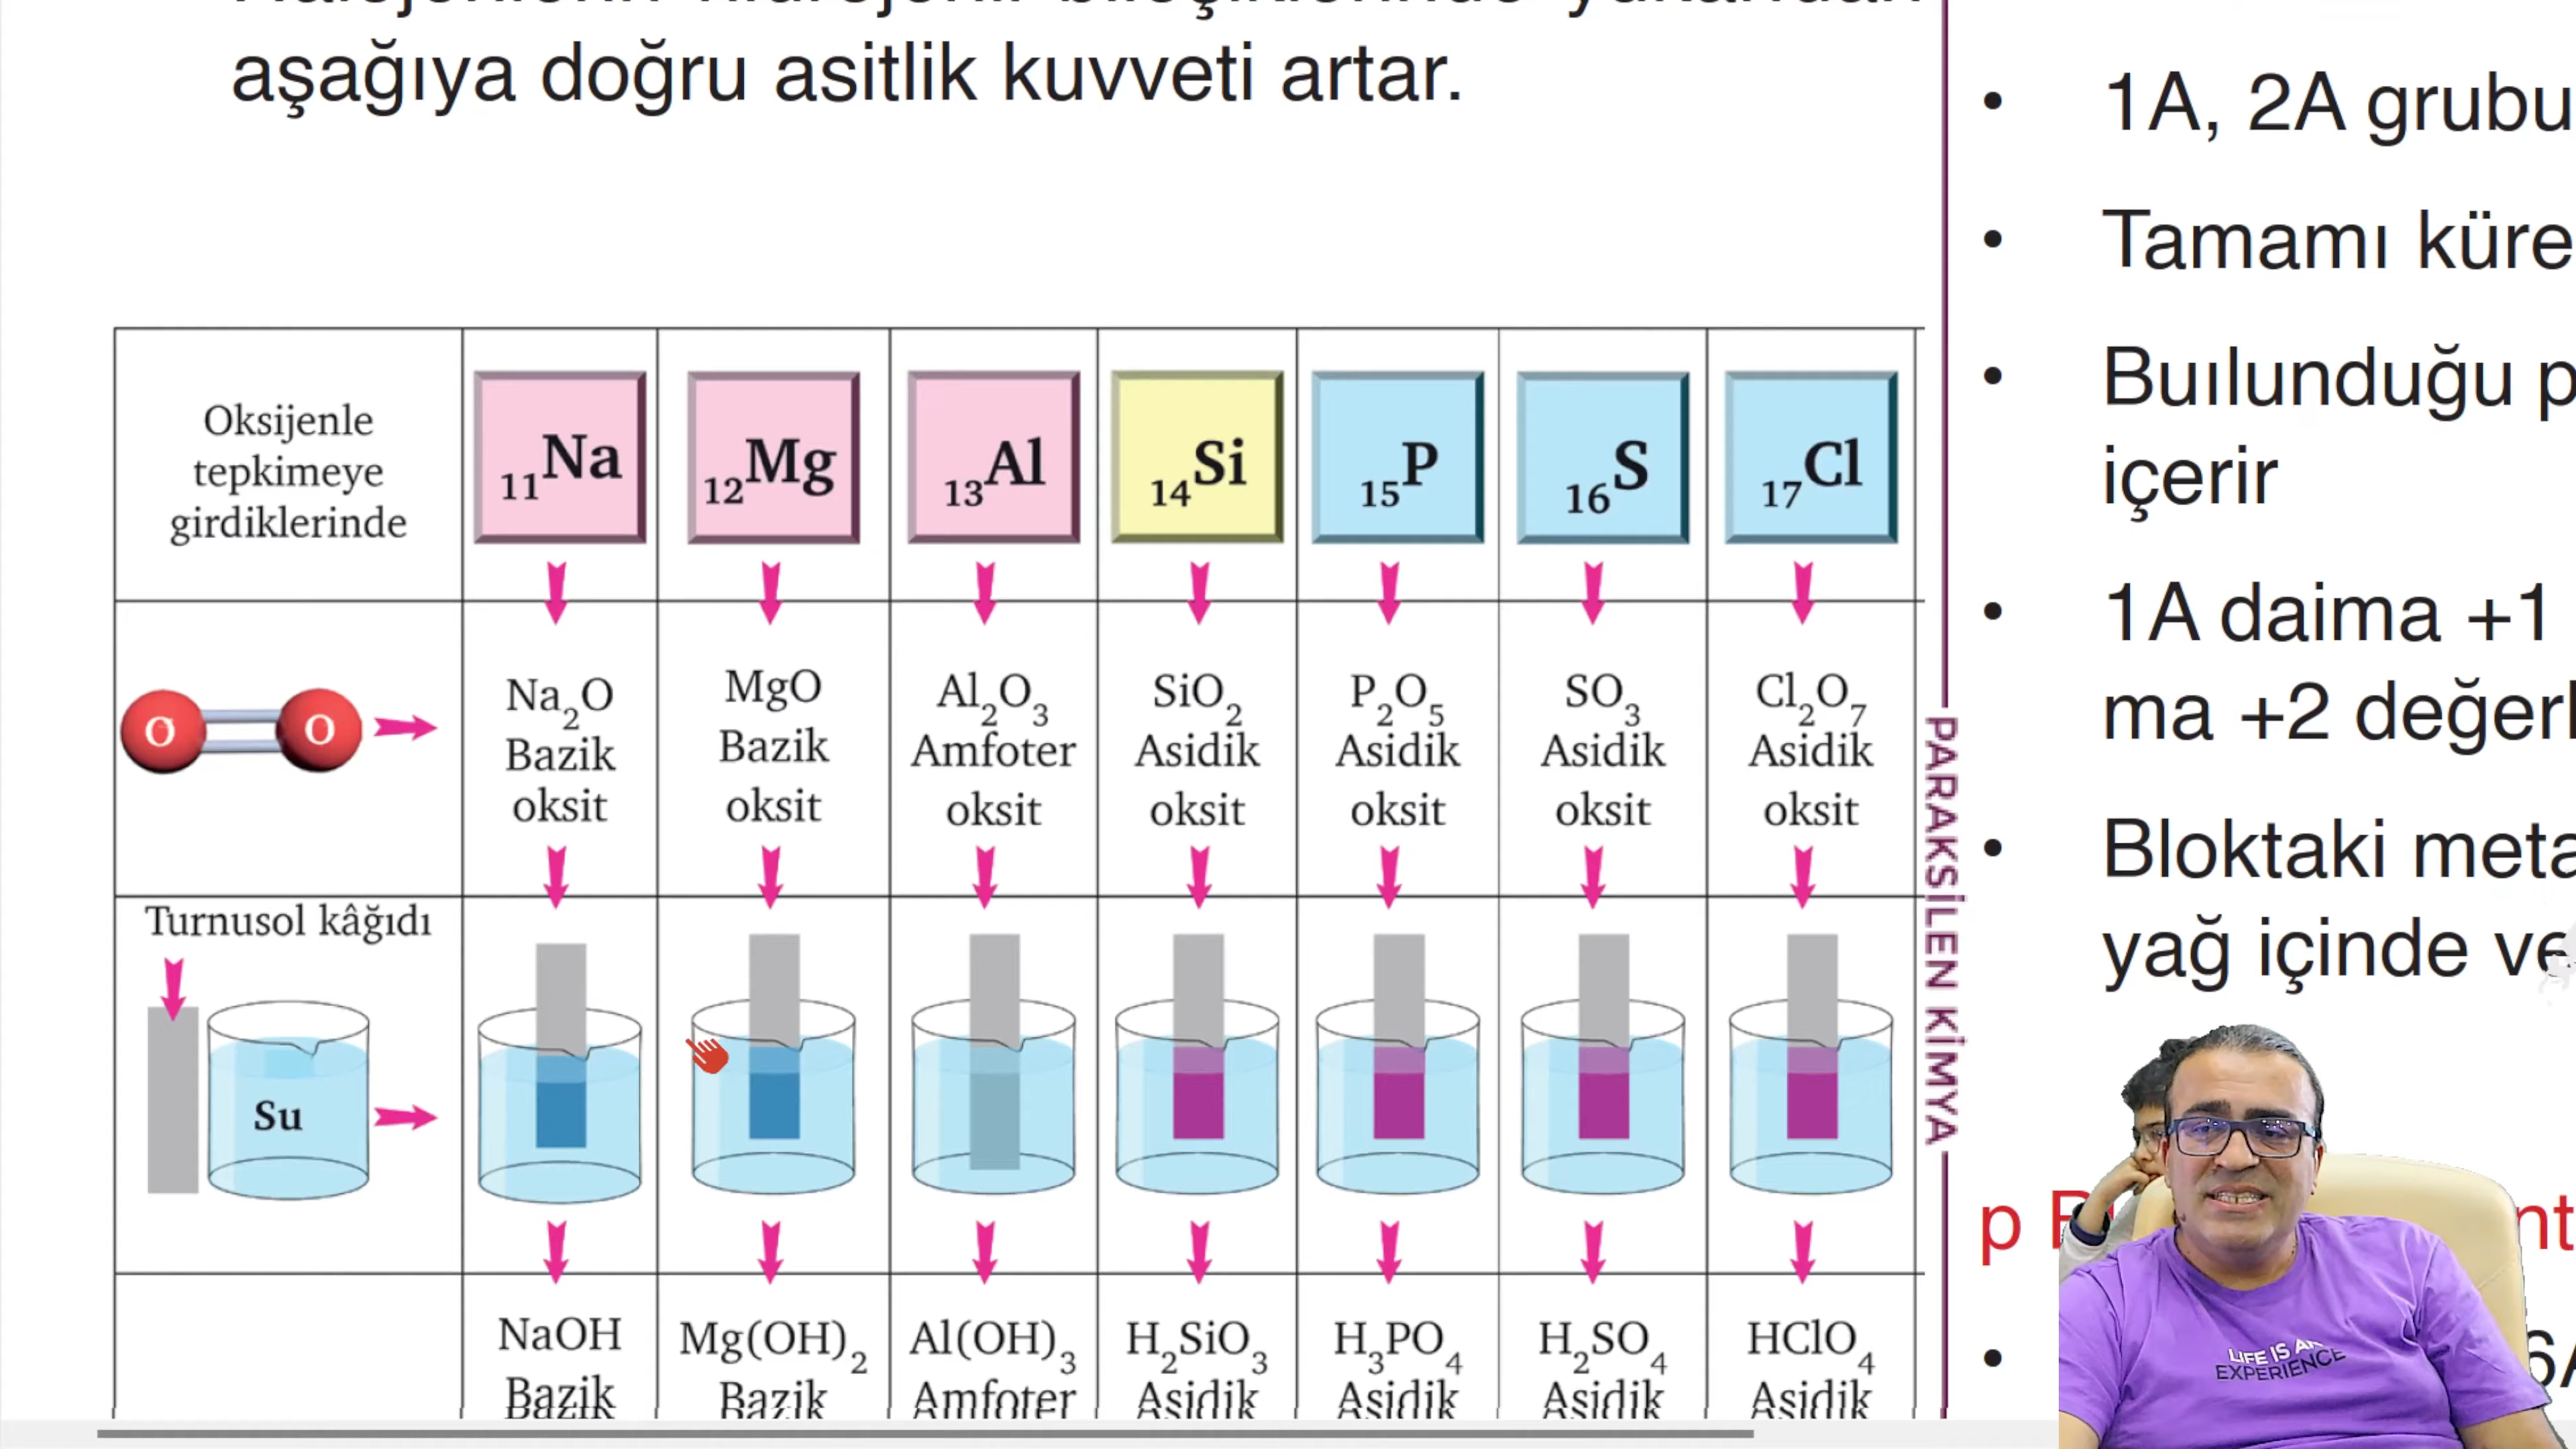 aşağıya doğru asitlik kuvveti artar.
Oksijenle
tepkimeye
girdiklerinde
11Na
12Mg
13Al
14Si
15P
16S
17Cl
O O
Na2O
Bazik
oksit
MgO
Bazik
oksit
Al2O3
Amfoter
oksit
SiO2
Asidik
oksit
P2O5
Asidik
oksit
SO3
Asidik
oksit
Cl2O7
Asidik
oksit
Turnusol kâğıdı
Su
NaOH
Bazik
Mg(OH)2
Bazik
Al(OH)3
Amfoter
H2SiO3
Asidik
H3PO4
Asidik
H2SO4
Asidik
HClO4
Asidik
PARAKSİLEN KİMYA
• 1A, 2A grubu
• Tamamı küre
• Buılunduğu p
içerir
• 1A daima +1
ma +2 değerl
• Bloktaki meta
yağ içinde ve
p
nt
• 6A
LIFE IS AN
EXPERIENCE